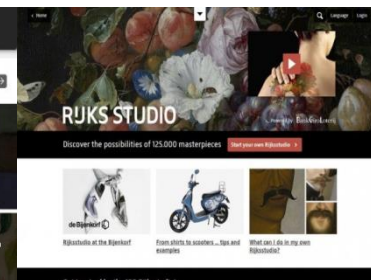 Home
Language Login
RIJKS STUDIO
Discover the possibilities of 125.000 masterpieces
Start your own Rijksstudio
de Bijenkorf
Rijksstudio at the Bijenkorf
From shirts to scooters ... tips and
examples
What can I do in my own
Rijksstudio?